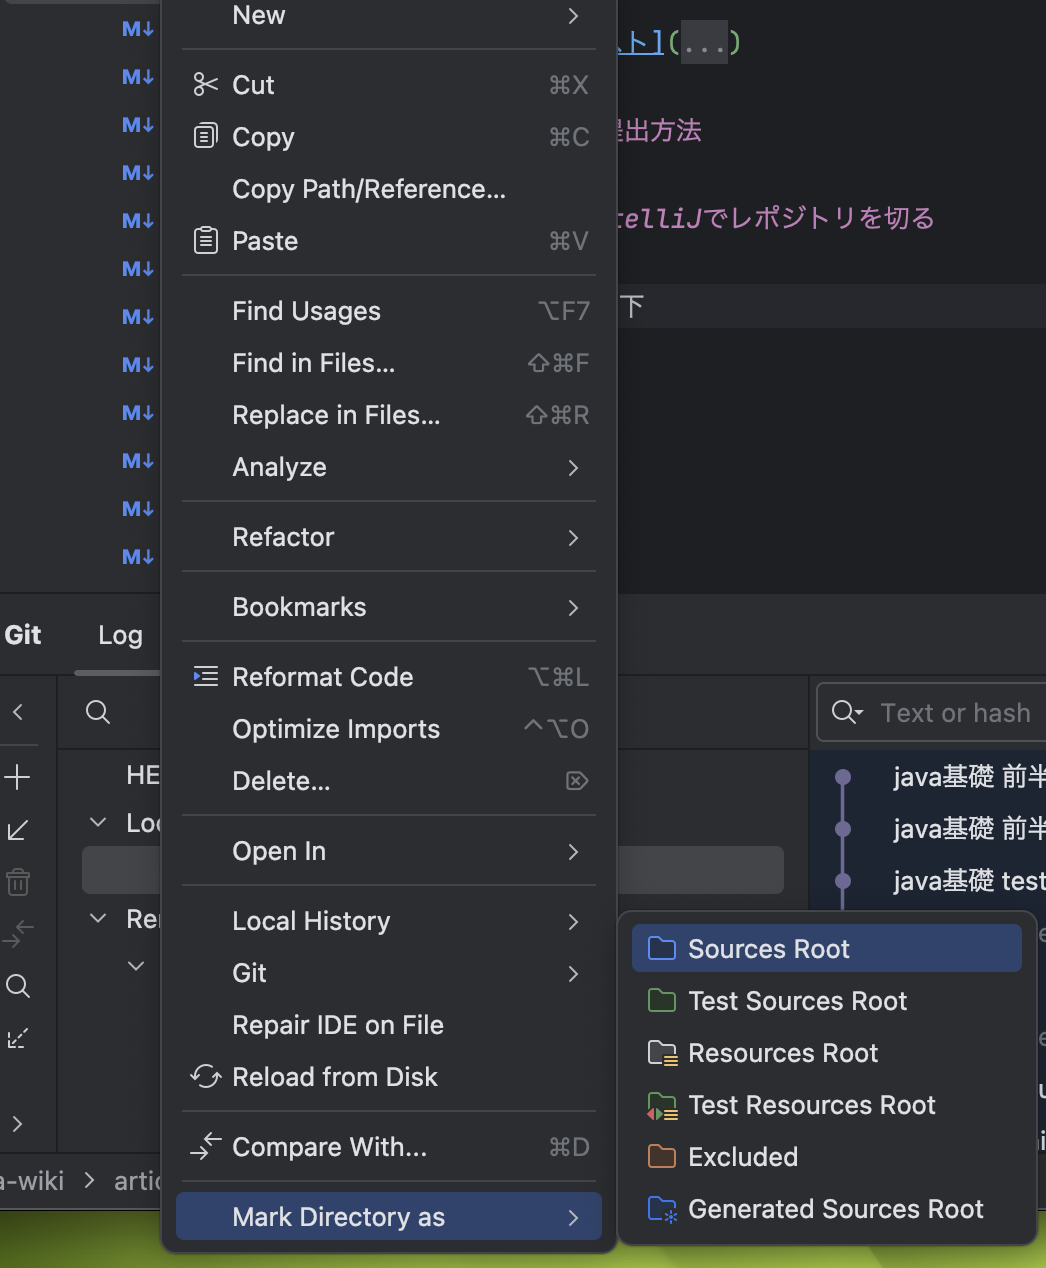 New
Cut ⌘X
Copy ⌘C
Copy Path/Reference...
Paste ⌘V
Find Usages ⌥F7
Find in Files... ⇧⌘F
Replace in Files... ⇧⌘R
Analyze
Refactor
Bookmarks
Reformat Code ⌥⌘L
Optimize Imports ^⌥O
Delete... ⌦
Open In
Local History
Git
Repair IDE on File
Reload from Disk
Compare With... ⌘D
Mark Directory as
Sources Root
Test Sources Root
Resources Root
Test Resources Root
Excluded
Generated Sources Root
ト](...)
出方法
telliJでレポジトリを切る
下
M↓
M↓
M↓
M↓
M↓
M↓
M↓
M↓
M↓
M↓
M↓
M↓
Git Log
Text or hash
HE
Loc
Re
java基礎 前半
java基礎 前半
java基礎 test
a-wiki > artic